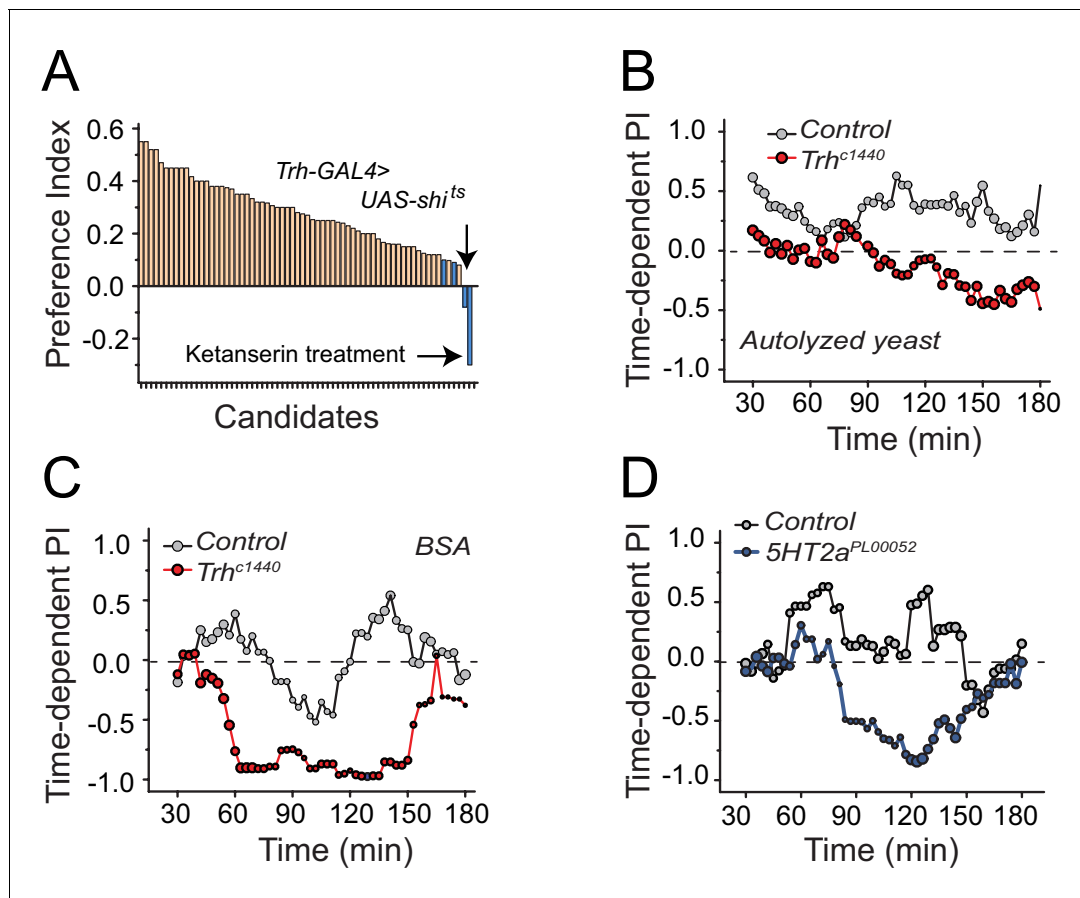 A
Preference Index
0.6
0.4
0.2
0.0
-0.2
Trh-GAL4>
UAS-shi ts
Ketanserin treatment
Candidates
B
Time-dependent PI
1.0
0.5
0.0
-0.5
-1.0
Control
Trh c1440
Autolyzed yeast
30 60 90 120 150 180
Time (min)
C
Time-dependent PI
1.0
0.5
0.0
-0.5
-1.0
Control
Trh c1440
BSA
30 60 90 120 150 180
Time (min)
D
Time-dependent PI
1.0
0.5
0.0
-0.5
-1.0
Control
5HT2a PL00052
30 60 90 120 150 180
Time (min)